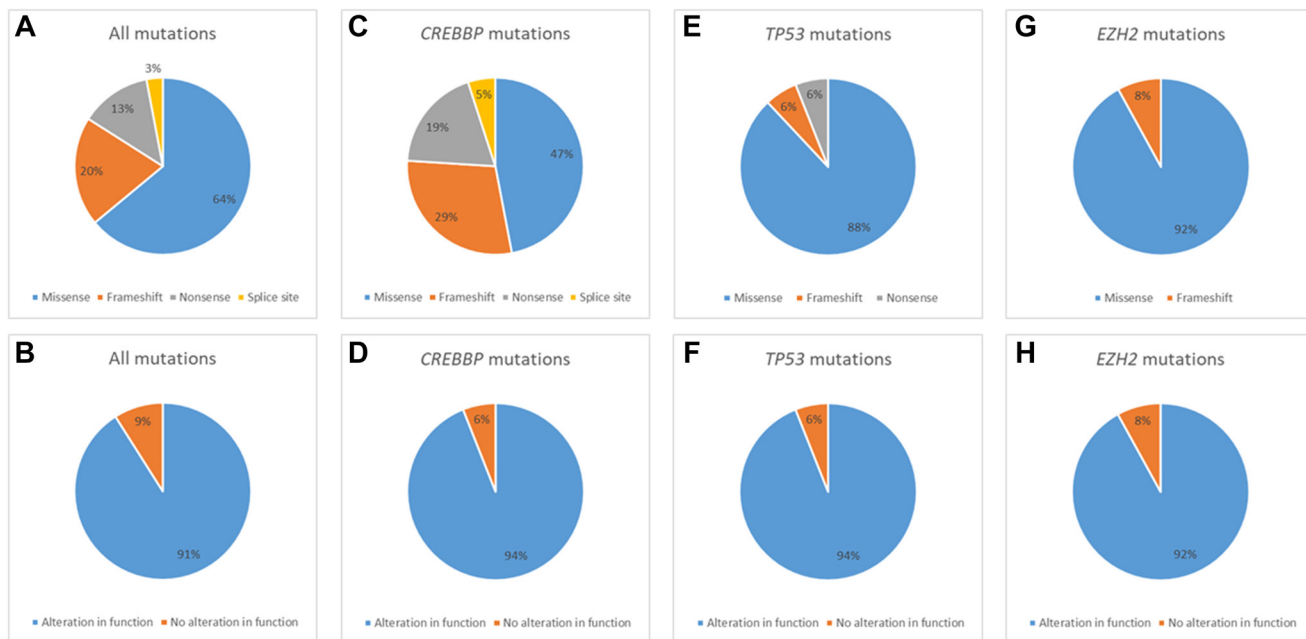 A
All mutations
3%
13%
20%
64%
Missense Frameshift Nonsense Splice site
C
CREBBP mutations
5%
19%
47%
29%
Missense Frameshift Nonsense Splice site
E
TP53 mutations
6%
6%
88%
Missense Frameshift Nonsense
G
EZH2 mutations
8%
92%
Missense Frameshift
B
All mutations
9%
91%
Alteration in function No alteration in function
D
CREBBP mutations
6%
94%
Alteration in function No alteration in function
F
TP53 mutations
6%
94%
Alteration in function No alteration in function
H
EZH2 mutations
8%
92%
Alteration in function No alteration in function